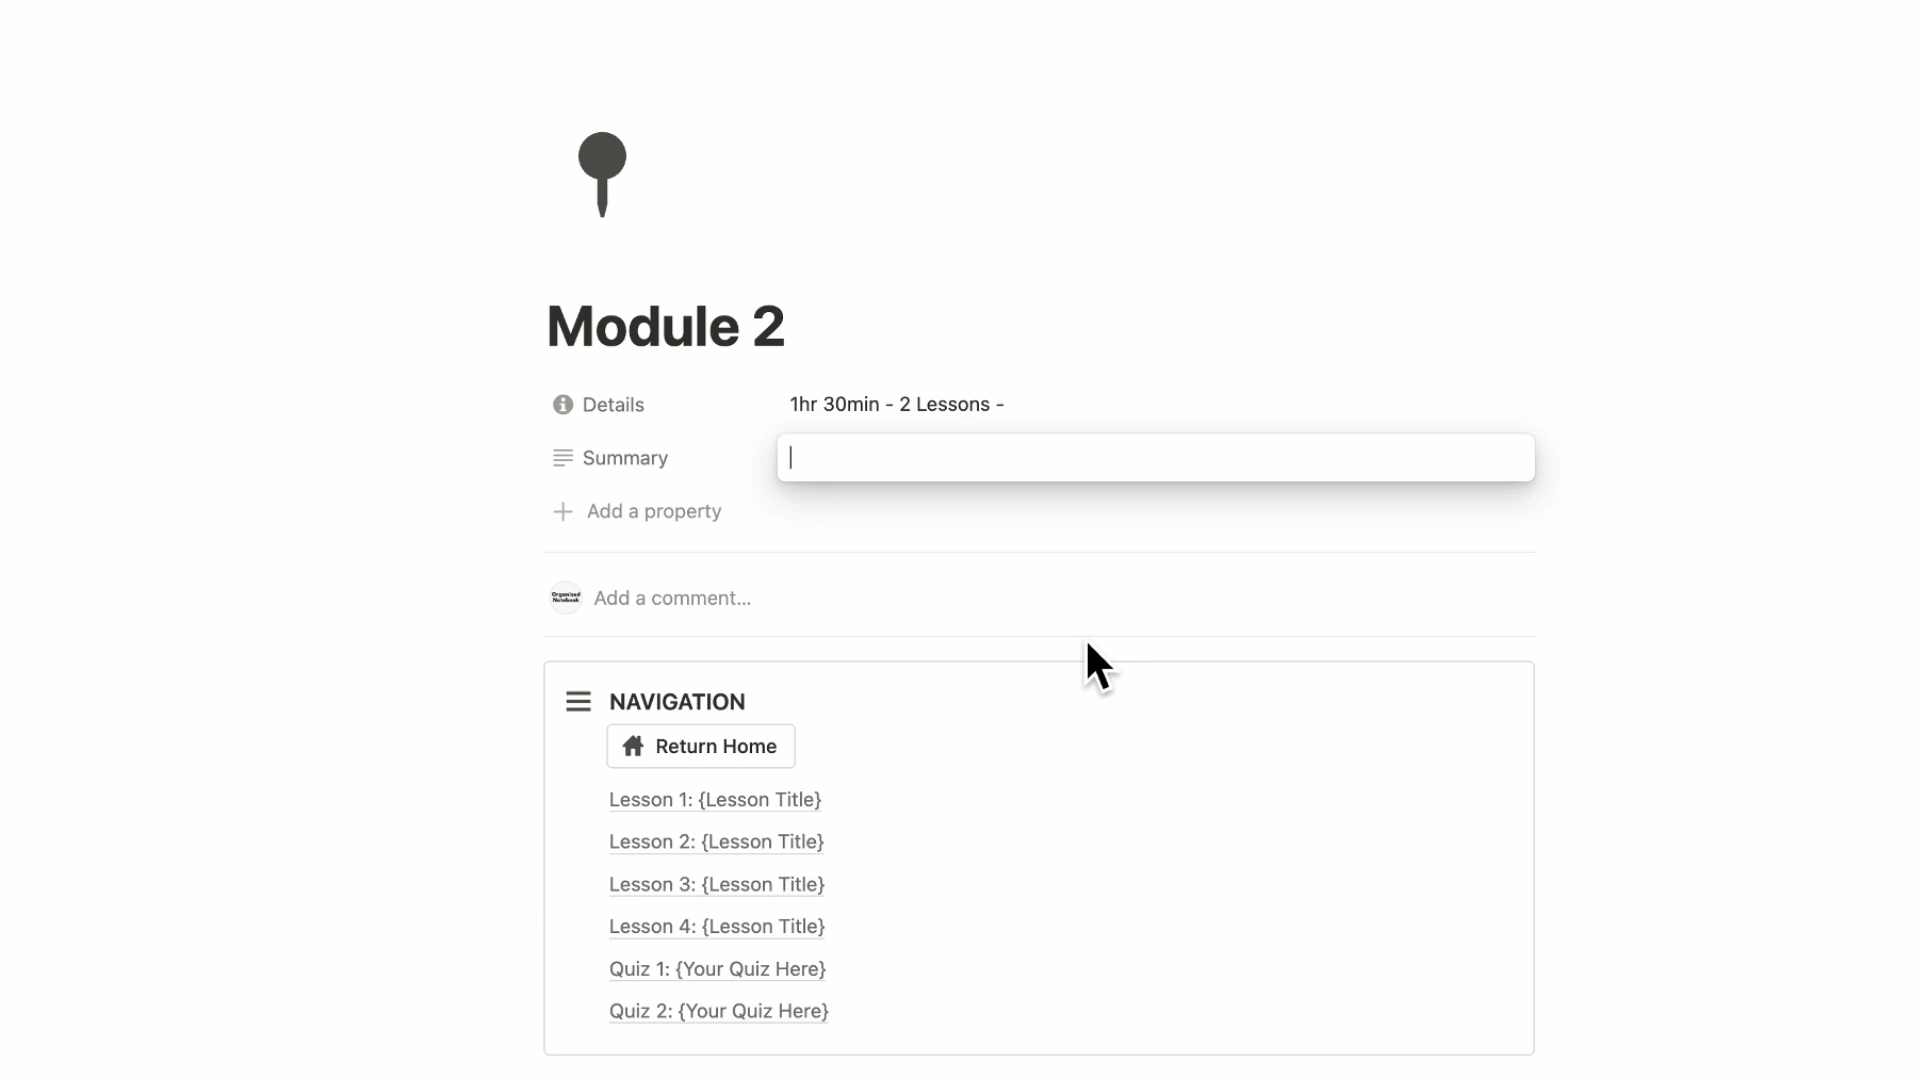 Module 2
Details 1hr 30min - 2 Lessons -
Summary
Add a property
Organized
Notebook
Add a comment...
NAVIGATION
Return Home
Lesson 1: {Lesson Title}
Lesson 2: {Lesson Title}
Lesson 3: {Lesson Title}
Lesson 4: {Lesson Title}
Quiz 1: {Your Quiz Here}
Quiz 2: {Your Quiz Here}